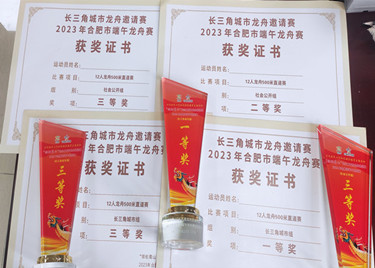 长三角城市龙舟邀请赛
2023年合肥市端午龙舟赛
获奖证书
运动员姓名
比赛项目: 12人龙舟500米直道赛
组别: 社会公开组
奖项: 三等奖
长三角城市龙舟邀请赛
2023年合肥市端午龙舟赛
获奖证书
运动员姓名
比赛项目: 12人龙舟500米直道赛
组别: 社会公开组
奖项: 二等奖
长三角城市龙舟邀请赛
2023年合肥市端午龙舟赛
获奖证书
12人龙舟500米直道赛
别: 长三角城市组
项: 三等奖
长三角城市龙舟邀请赛
2023年合肥市端午龙舟赛
获奖证书
运动员姓名
比赛项目: 12人龙舟500米直道赛
组别: 长三角城市组
奖项: 一等奖
三等奖
一等奖
三等奖